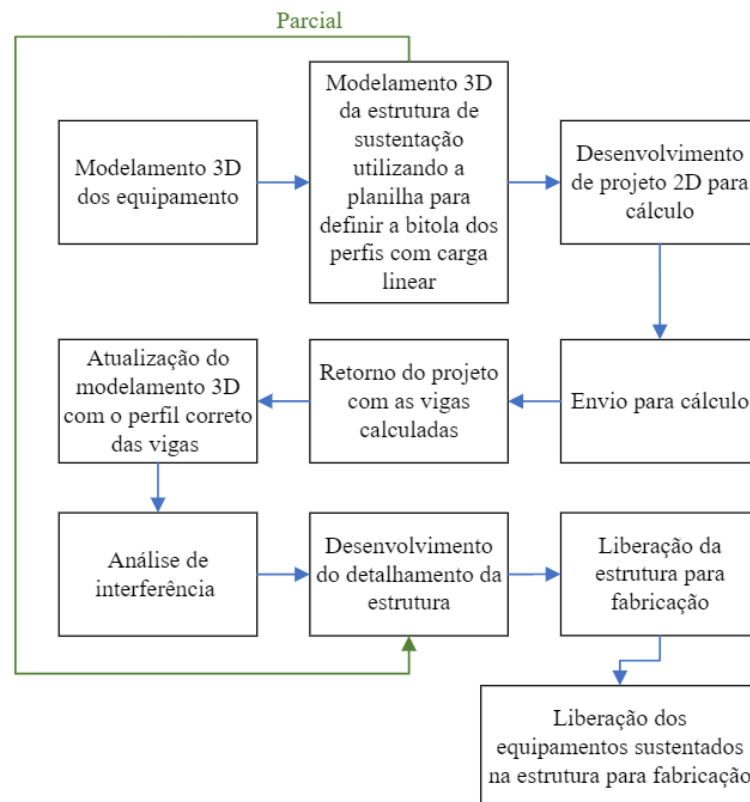 Parcial
Modelamento 3D
dos equipamento
Modelamento 3D
da estrutura de
sustentação
utilizando a
planilha para
definir a bitola dos
perfis com carga
linear
Desenvolvimento
de projeto 2D para
cálculo
Atualização do
modelamento 3D
com o perfil correto
das vigas
Retorno do projeto
com as vigas
calculadas
Envio para cálculo
Análise de
interferência
Desenvolvimento
do detalhamento da
estrutura
Liberação da
estrutura para
fabricação
Liberação dos
equipamentos sustentados
na estrutura para fabricação